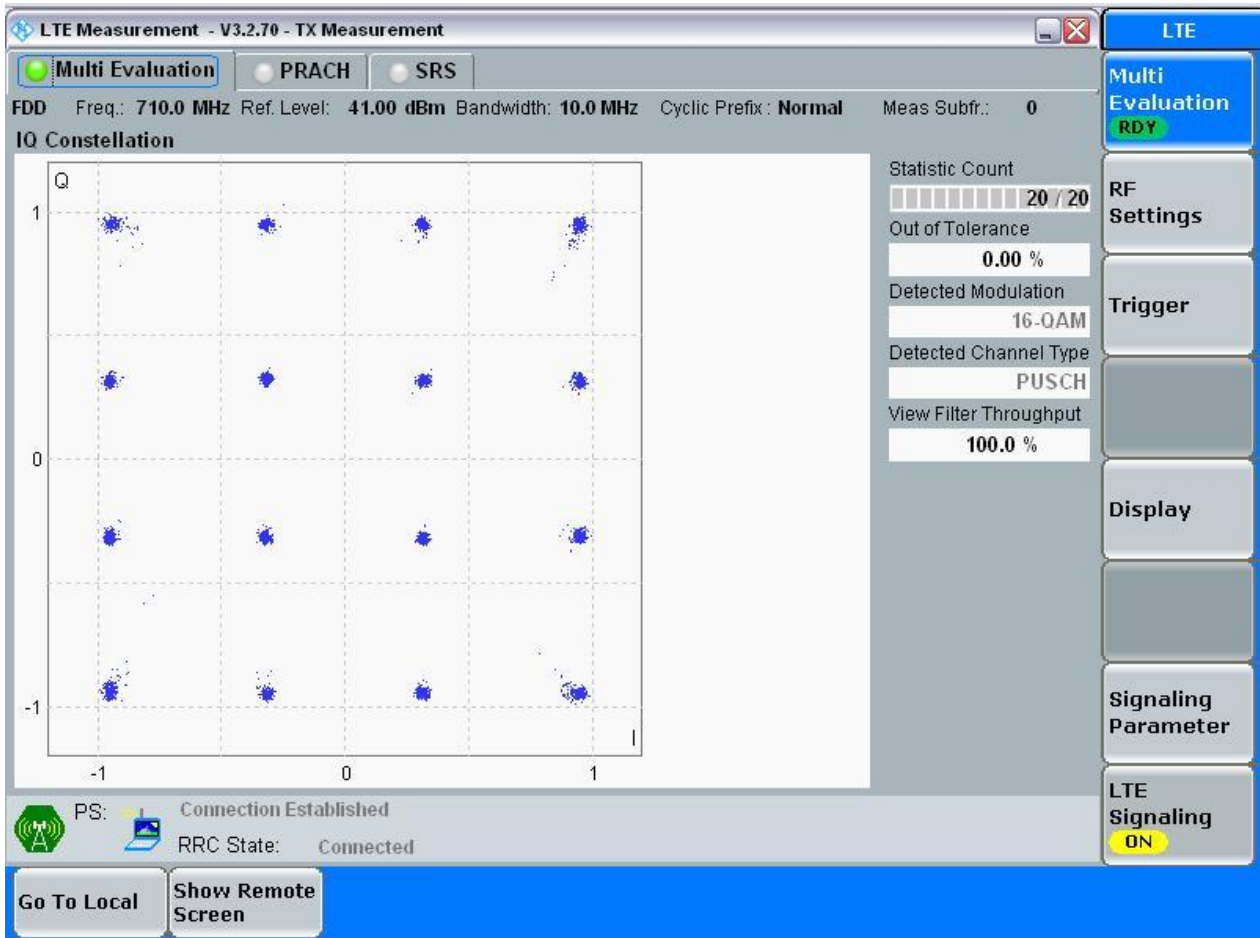 LTE Measurement - V3.2.70 - TX Measurement
LTE
Multi Evaluation PRACH SRS
Multi
Evaluation
RDY
FDD Freq.: 710.0 MHz Ref. Level: 41.00 dBm Bandwidth: 10.0 MHz Cyclic Prefix : Normal Meas Subfr.: 0
IQ Constellation
Q
1
0
-1
I
-1 0 1
Statistic Count
20 / 20
Out of Tolerance
0.00 %
Detected Modulation
16-QAM
Detected Channel Type
PUSCH
View Filter Throughput
100.0 %
RF
Settings
Trigger
Display
Signaling
Parameter
LTE
Signaling
ON
PS: Connection Established
RRC State: Connected
Go To Local
Show Remote
Screen